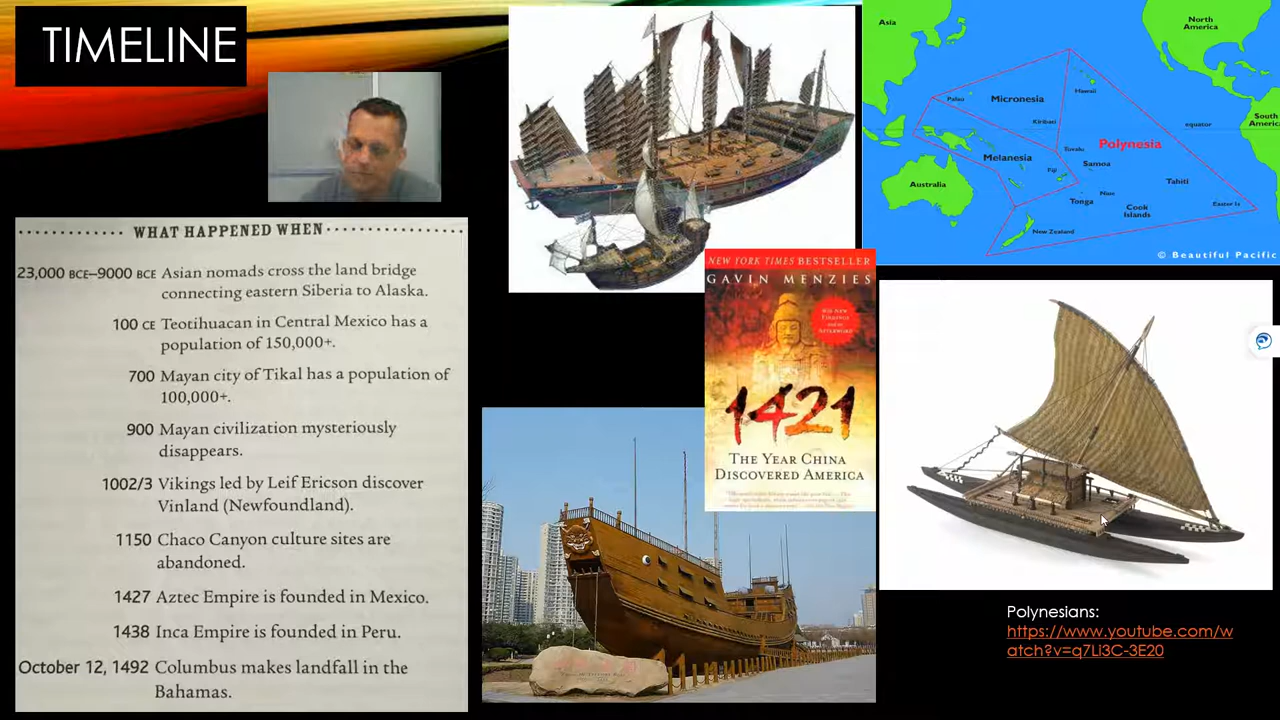 TIMELINE
WHAT HAPPENED WHEN
23,000 BCE–9000 BCE Asian nomads cross the land bridge
connecting eastern Siberia to Alaska.
100 CE Teotihuacan in Central Mexico has a
population of 150,000+.
700 Mayan city of Tikal has a population of
100,000+.
900 Mayan civilization mysteriously
disappears.
1002/3 Vikings led by Leif Ericson discover
Vinland (Newfoundland).
1150 Chaco Canyon culture sites are
abandoned.
1427 Aztec Empire is founded in Mexico.
1438 Inca Empire is founded in Peru.
October 12, 1492 Columbus makes landfall in the
Bahamas.
NEW YORK TIMES BESTSELLER
GAVIN MENZIES
1421
THE YEAR CHINA
DISCOVERED AMERICA
Asia
North
America
Hawaii
Palau
Micronesia
Kiribati
equator
South
America
Polynesia
Tuvalu
Melanesia
Samoa
Fiji
Australia
Tahiti
Niue
Tonga
Cook
Islands
Easter Is
New Zealand
© Beautiful Pacific
Polynesians:
https://www.youtube.com/w
atch?v=q7Li3C-3E20